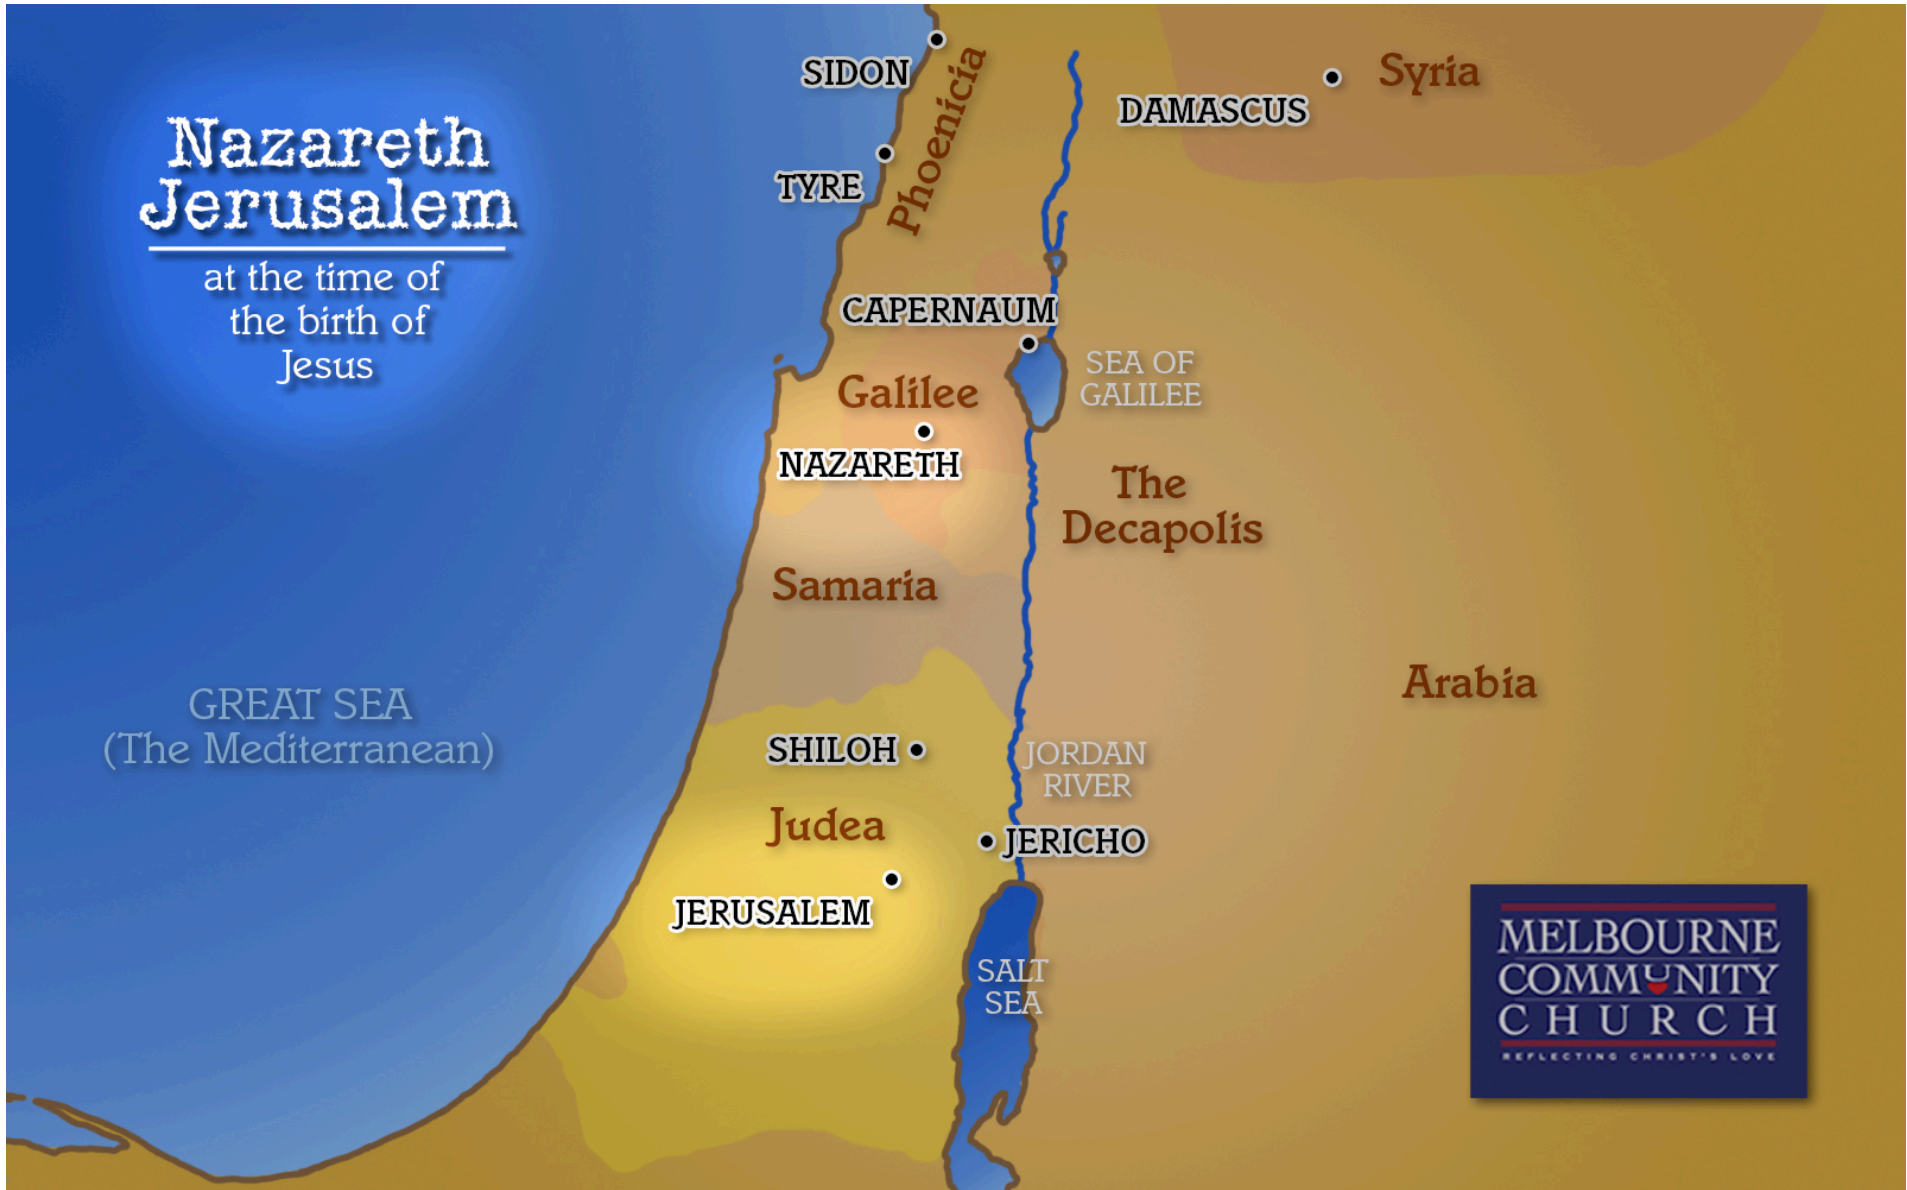 Nazareth
Jerusalem
at the time of
the birth of
Jesus
SIDON
Phoenicia
TYRE
DAMASCUS
Syria
CAPERNAUM
SEA OF
GALILEE
Galilee
NAZARETH
The
Decapolis
Samaria
Arabia
GREAT SEA
(The Mediterranean)
SHILOH
JORDAN
RIVER
Judea
JERICHO
JERUSALEM
SALT
SEA
MELBOURNE
COMMUNITY
CHURCH
REFLECTING CHRIST'S LOVE